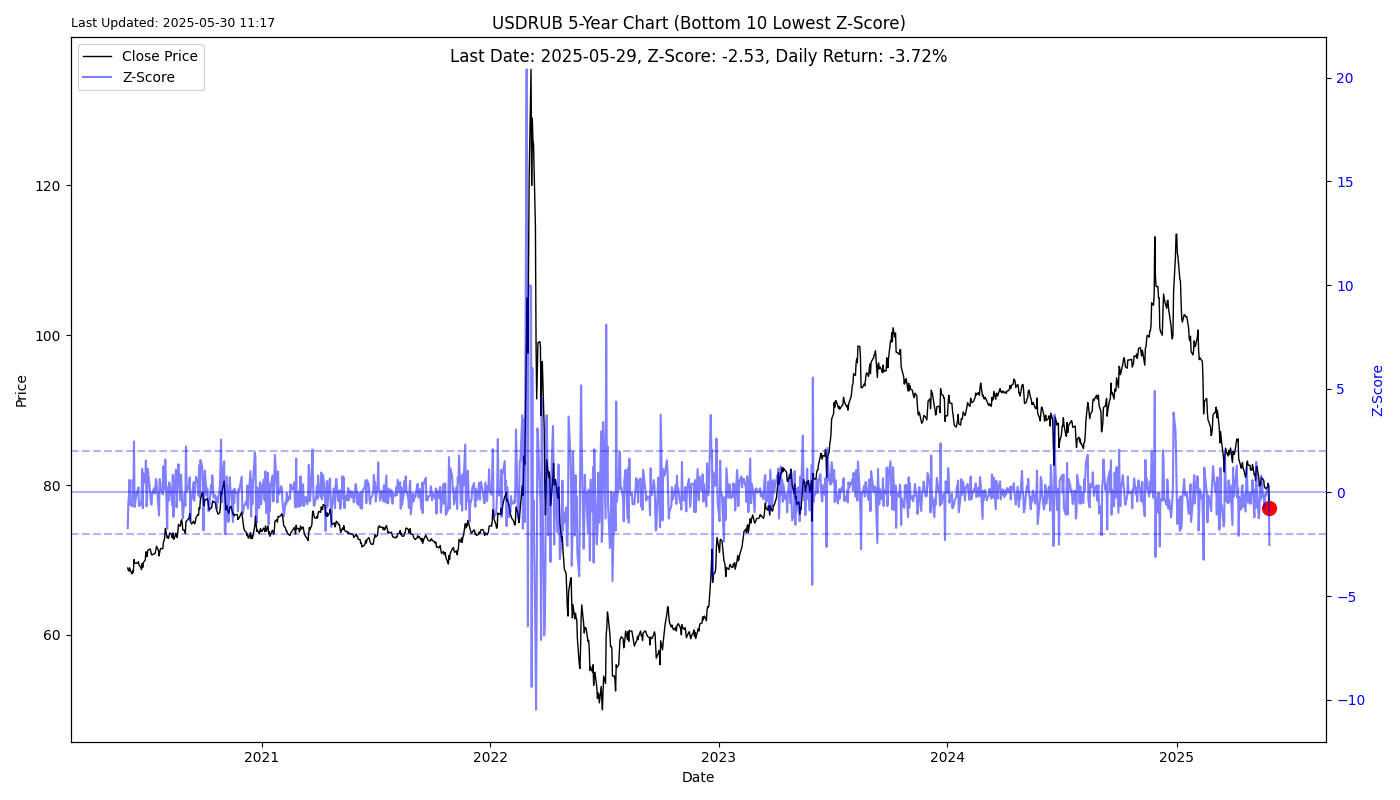 Last Updated: 2025-05-30 11:17
USDRUB 5-Year Chart (Bottom 10 Lowest Z-Score)
Last Date: 2025-05-29, Z-Score: -2.53, Daily Return: -3.72%
Close Price
Z-Score
Price
120
100
80
60
20
15
10
5
0
−5
−10
Z-Score
2021
2022
2023
2024
2025
Date